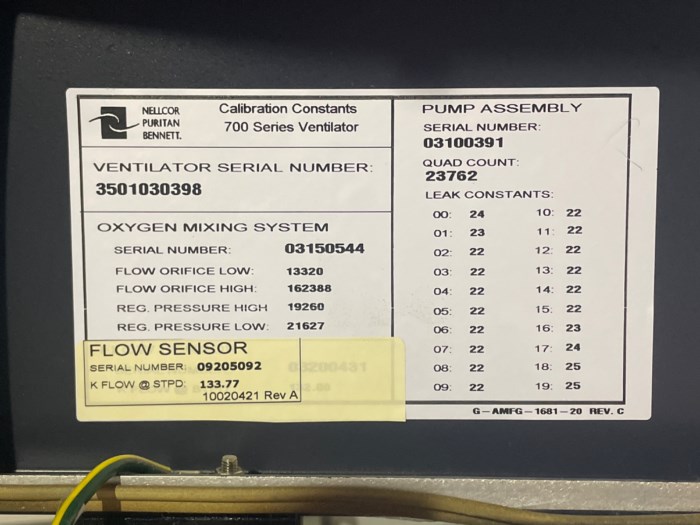 NELLCOR
PURITAN
BENNETT.
Calibration Constants
700 Series Ventilator
VENTILATOR SERIAL NUMBER:
3501030398
OXYGEN MIXING SYSTEM
SERIAL NUMBER: 03150544
FLOW ORIFICE LOW: 13320
FLOW ORIFICE HIGH: 162388
REG. PRESSURE HIGH 19260
REG. PRESSURE LOW: 21627
FLOW SENSOR
SERIAL NUMBER: 09205092
K FLOW @ STPD: 133.77
10020421 Rev A
03200431
PUMP ASSEMBLY
SERIAL NUMBER:
03100391
QUAD COUNT:
23762
LEAK CONSTANTS:
00: 24 10: 22
01: 23 11: 22
02: 22 12: 22
03: 22 13: 22
04: 22 14: 22
05: 22 15: 22
06: 22 16: 23
07: 22 17: 24
08: 22 18: 25
09: 22 19: 25
G-AMFG-1681-20 REV. C